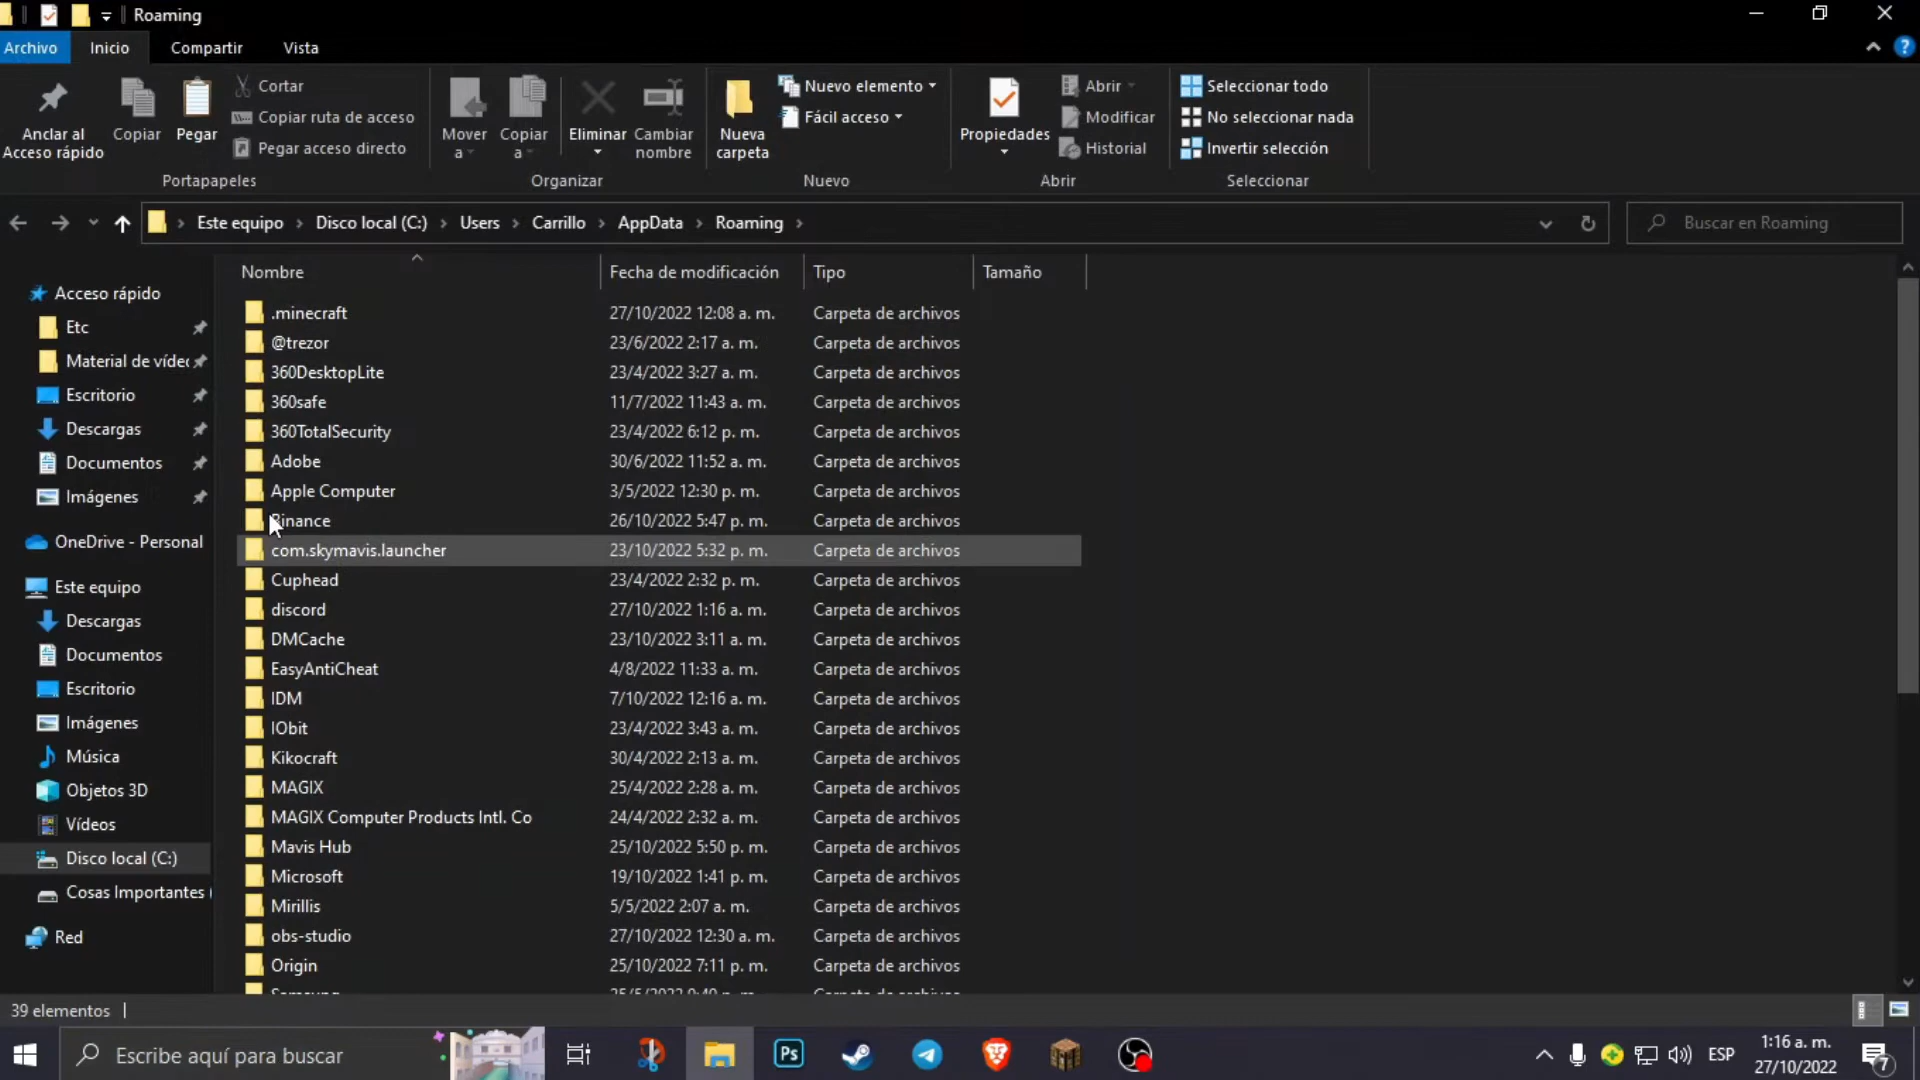 Roaming
Archivo Inicio Compartir Vista
Anclar al
Acceso rápido
Copiar
Pegar
Cortar
Copiar ruta de acceso
Pegar acceso directo
Portapapeles
Mover
a
Copiar
a
Eliminar
Cambiar
nombre
Organizar
Nueva
carpeta
Nuevo elemento
Fácil acceso
Nuevo
Propiedades
Abrir
Modificar
Historial
Abrir
Seleccionar todo
No seleccionar nada
Invertir selección
Seleccionar
Este equipo > Disco local (C:) > Users > Carrillo > AppData > Roaming >
Buscar en Roaming
Acceso rápido
Etc
Material de víde
Escritorio
Descargas
Documentos
Imágenes
OneDrive - Personal
Este equipo
Descargas
Documentos
Escritorio
Imágenes
Música
Objetos 3D
Vídeos
Disco local (C:)
Cosas Importantes (
Red
Nombre Fecha de modificación Tipo Tamaño
.minecraft 27/10/2022 12:08 a. m. Carpeta de archivos
@trezor 23/6/2022 2:17 a. m. Carpeta de archivos
360DesktopLite 23/4/2022 3:27 a. m. Carpeta de archivos
360safe 11/7/2022 11:43 a. m. Carpeta de archivos
360TotalSecurity 23/4/2022 6:12 p. m. Carpeta de archivos
Adobe 30/6/2022 11:52 a. m. Carpeta de archivos
Apple Computer 3/5/2022 12:30 p. m. Carpeta de archivos
Binance 26/10/2022 5:47 p. m. Carpeta de archivos
com.skymavis.launcher 23/10/2022 5:32 p. m. Carpeta de archivos
Cuphead 23/4/2022 2:32 p. m. Carpeta de archivos
discord 27/10/2022 1:16 a. m. Carpeta de archivos
DMCache 23/10/2022 3:11 a. m. Carpeta de archivos
EasyAntiCheat 4/8/2022 11:33 a. m. Carpeta de archivos
IDM 7/10/2022 12:16 a. m. Carpeta de archivos
IObit 23/4/2022 3:43 a. m. Carpeta de archivos
Kikocraft 30/4/2022 2:13 a. m. Carpeta de archivos
MAGIX 25/4/2022 2:28 a. m. Carpeta de archivos
MAGIX Computer Products Intl. Co 24/4/2022 2:32 a. m. Carpeta de archivos
Mavis Hub 25/10/2022 5:50 p. m. Carpeta de archivos
Microsoft 19/10/2022 1:41 p. m. Carpeta de archivos
Mirillis 5/5/2022 2:07 a. m. Carpeta de archivos
obs-studio 27/10/2022 12:30 a. m. Carpeta de archivos
Origin 25/10/2022 7:11 p. m. Carpeta de archivos
39 elementos
Escribe aquí para buscar
Ps
ESP
1:16 a. m.
27/10/2022
7